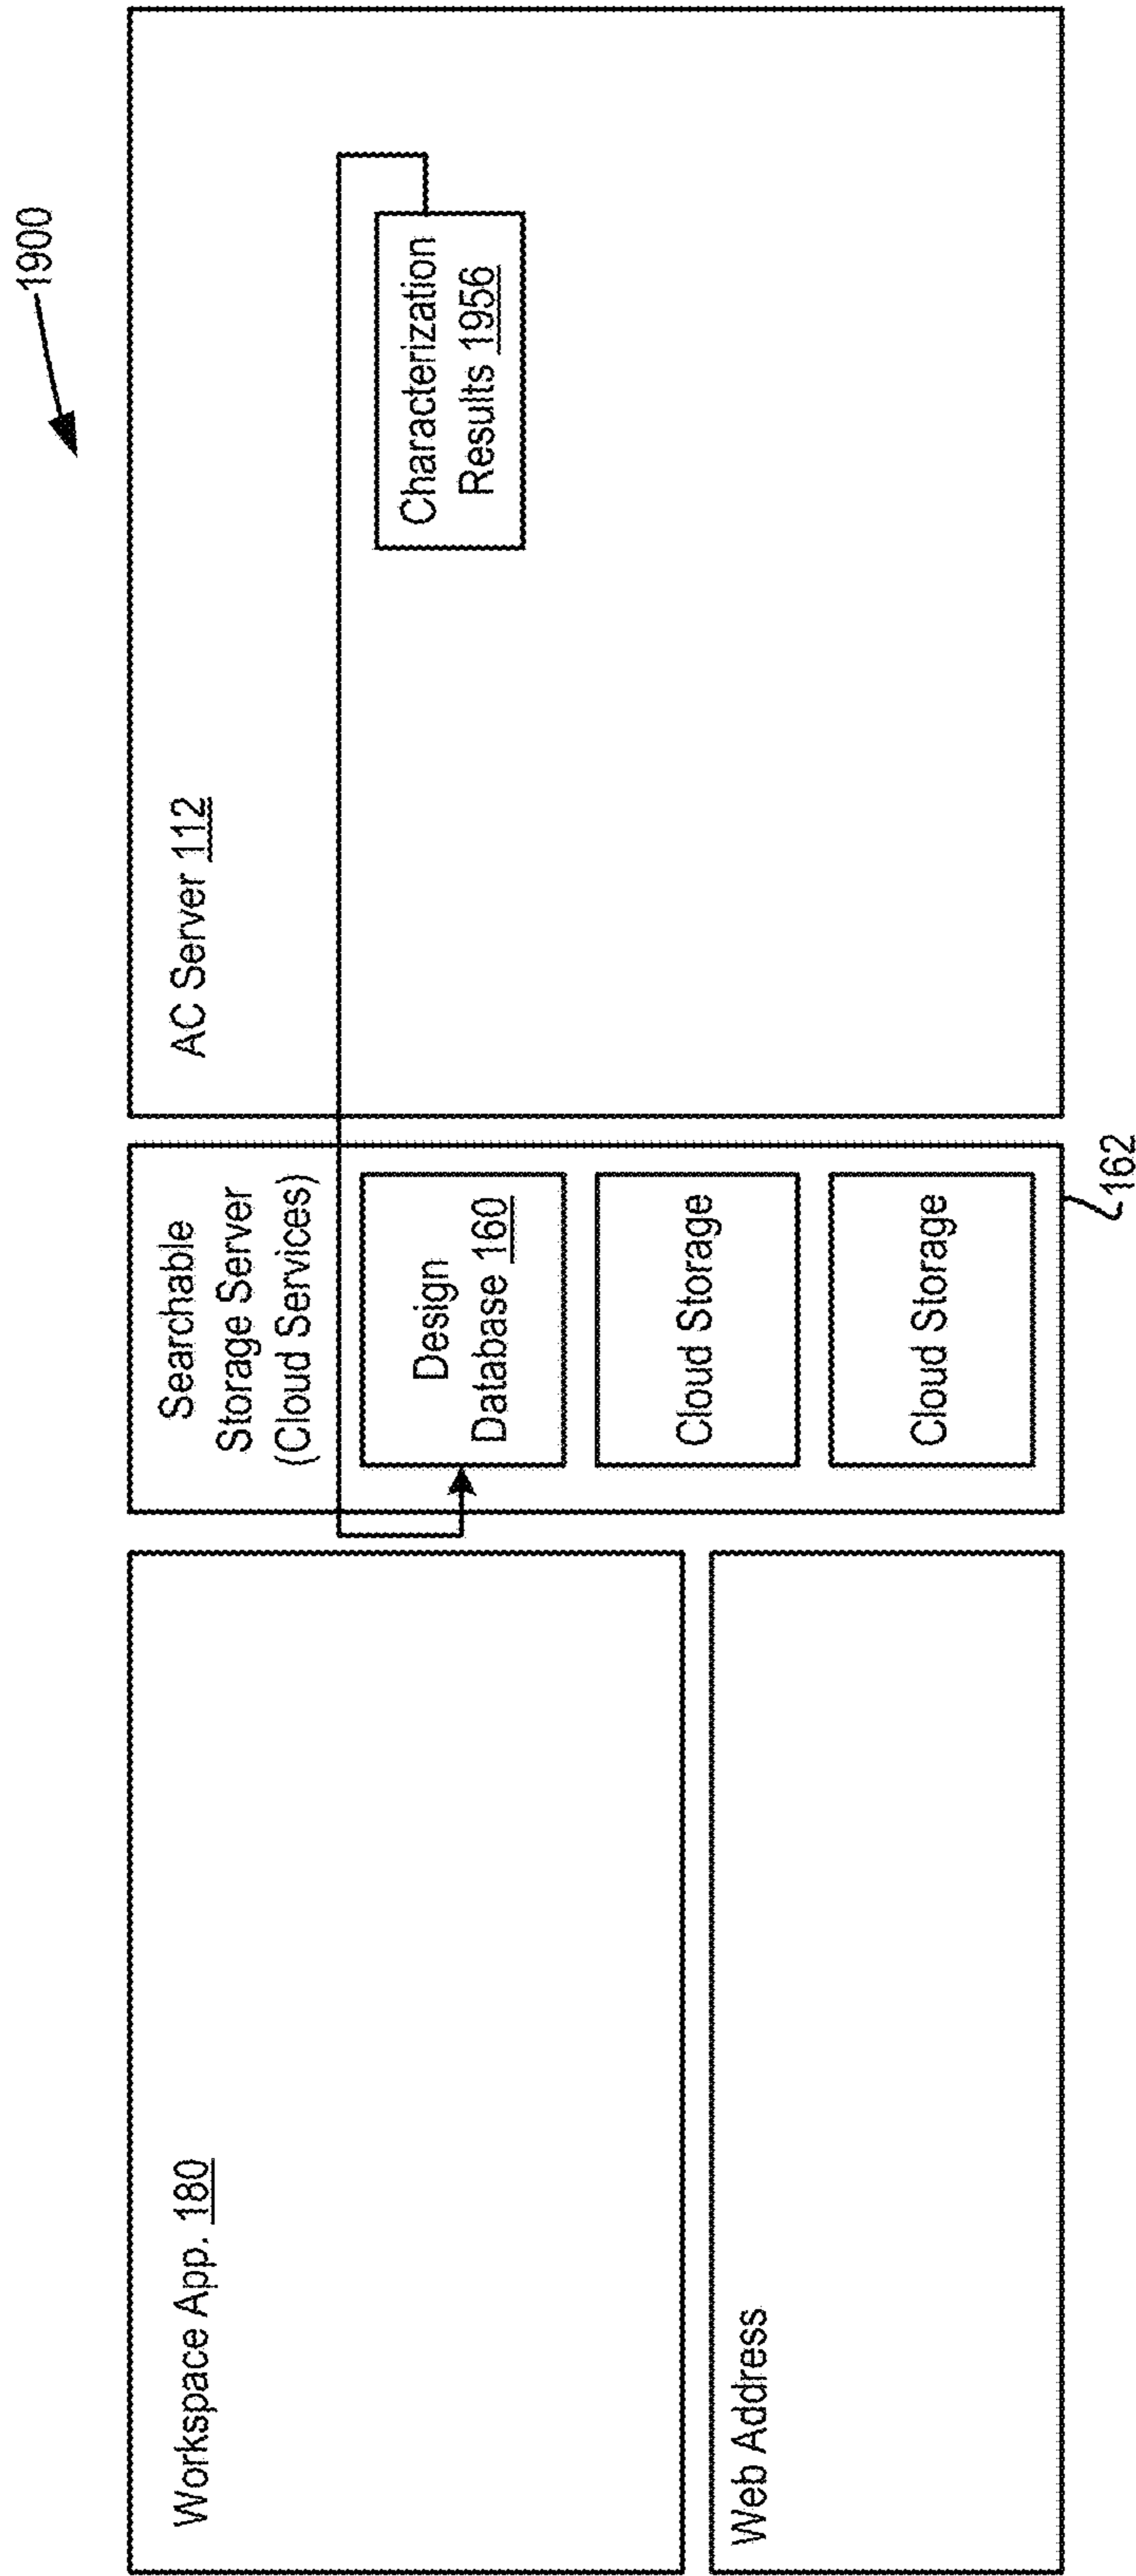 1900
Workspace App. 180
Web Address
Searchable
Storage Server
(Cloud Services)
Design
Database 160
Cloud Storage
Cloud Storage
162
AC Server 112
Characterization
Results 1956